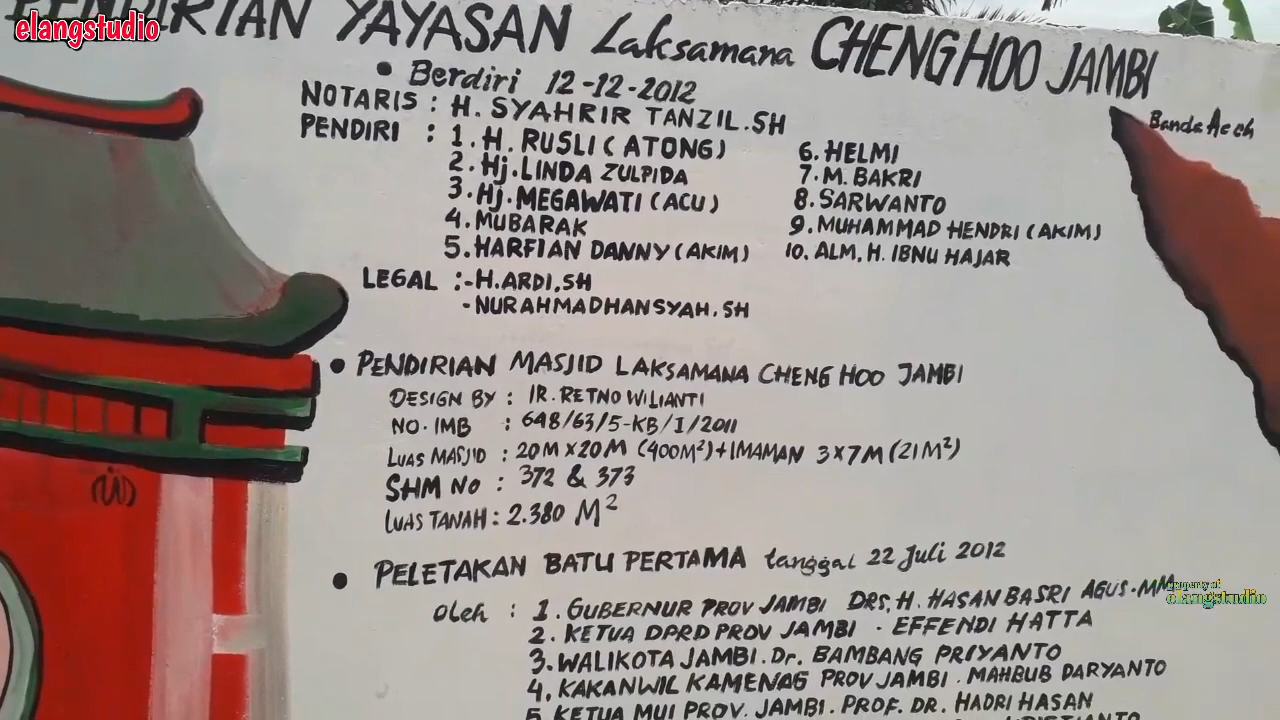 elangstudio
PENDIRIAN YAYASAN Laksamana CHENG HOO JAMBI
• Berdiri 12-12-2012
Banda Aceh
NOTARIS : H. SYAHRIR TANZIL.SH
PENDIRI : 1. H. RUSLI (ATONG)
2. Hj. LINDA ZULPIDA
3. Hj. MEGAWATI (ACU)
4. MUBARAK
5. HARFIAN DANNY (AKIM)
6. HELMI
7. M. BAKRI
8. SARWANTO
9. MUHAMMAD HENDRI (AKIM)
10. ALM. H. IBNU HAJAR
LEGAL :- H.ARDI.SH
- NURAHMADHANSYAH.SH
• PENDIRIAN MASJID LAKSAMANA CHENG HOO JAMBI
DESIGN BY : IR. RETNO WILIANTI
NO. IMB : 648/63/5-KB/I/2011
LUAS MASJID : 20M X 20M (400M²)+IMAMAN 3X7M (21M²)
SHM NO : 372 & 373
LUAS TANAH : 2.380 M²
• PELETAKAN BATU PERTAMA tanggal 22 Juli 2012
oleh : 1. GUBERNUR PROV JAMBI DRS. H. HASAN BASRI AGUS.MM
2. KETUA DPRD PROV JAMBI - EFFENDI HATTA
3. WALIKOTA JAMBI. Dr. BAMBANG PRIYANTO
4. KAKANWIL KAMENAG PROV JAMBI. MAHBUB DARYANTO
5. KETUA MUI PROV. JAMBI. PROF. DR. HADRI HASAN
property of
elangstudio